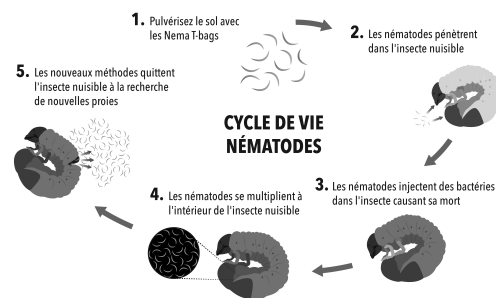 1. Pulvérisez le sol avec
les Nema T-bags
2. Les nématodes pénètrent
dans l'insecte nuisible
5. Les nouveaux méthodes quittent
l'insecte nuisible à la recherche
de nouvelles proies
CYCLE DE VIE
NÉMATODES
3. Les nématodes injectent des bactéries
dans l'insecte causant sa mort
4. Les nématodes se multiplient à
l'intérieur de l'insecte nuisible